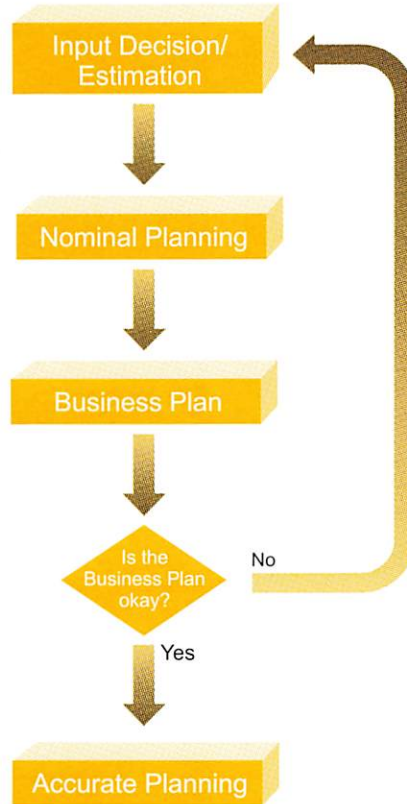 Input Decision/
Estimation
Nominal Planning
Business Plan
Is the
Business Plan
okay?
No
Yes
Accurate Planning